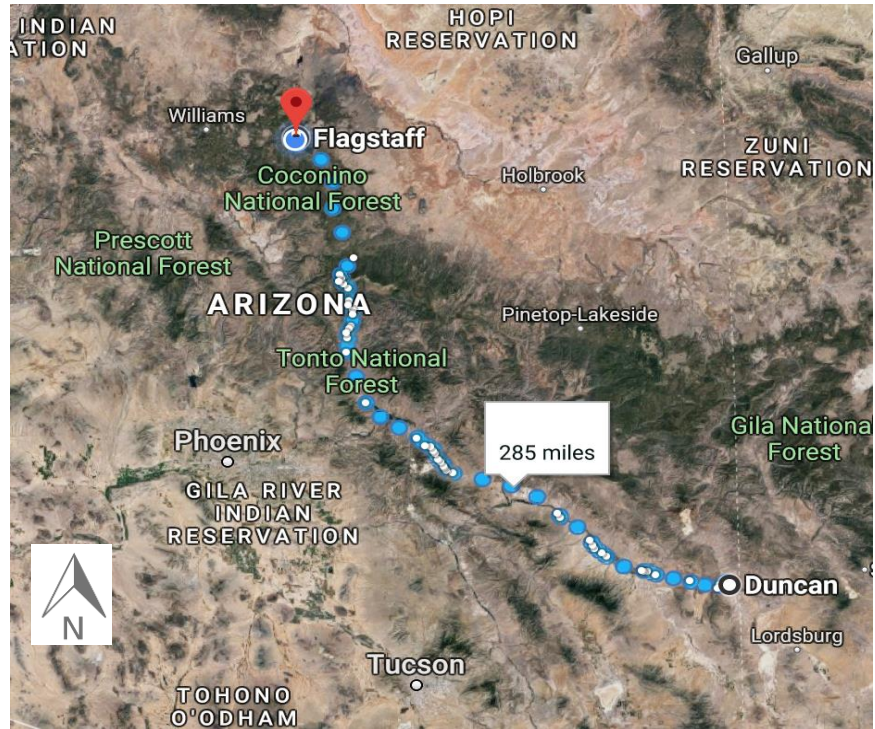 INDIAN
ATION
HOPI
RESERVATION
Gallup
Williams
Flagstaff
ZUNI
RESERVATION
Coconino
National Forest
Holbrook
Prescott
National Forest
ARIZONA
Pinetop-Lakeside
Tonto National
Forest
285 miles
Gila National
Forest
Phoenix
GILA RIVER
INDIAN
RESERVATION
N
Duncan
S
Lordsburg
Tucson
TOHONO
O'ODHAM